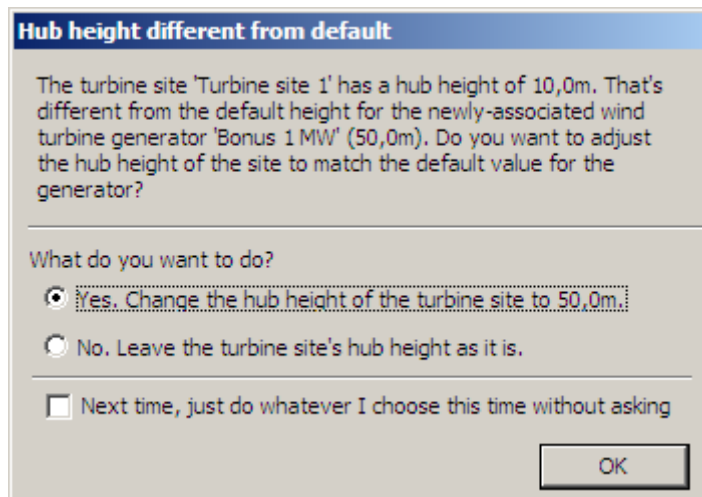 Hub height different from default
The turbine site 'Turbine site 1' has a hub height of 10,0m. That's
different from the default height for the newly-associated wind
turbine generator 'Bonus 1 MW' (50,0m). Do you want to adjust
the hub height of the site to match the default value for the
generator?
What do you want to do?
Yes. Change the hub height of the turbine site to 50,0m.
No. Leave the turbine site's hub height as it is.
Next time, just do whatever I choose this time without asking
OK